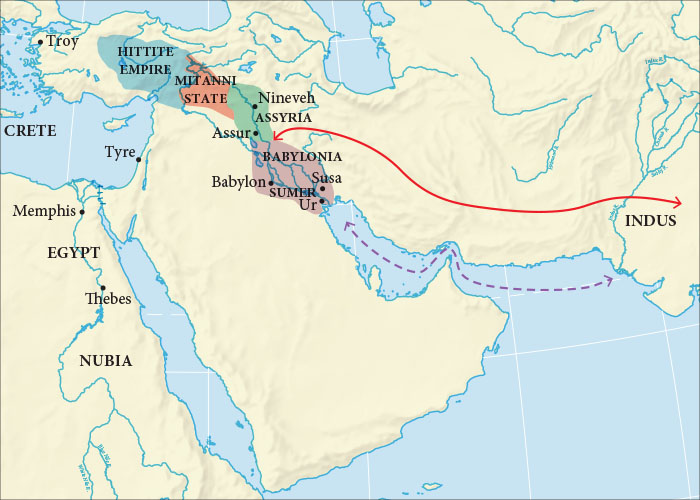 Troy
HITTITE
EMPIRE
MITANNI
STATE
Nineveh
ASSYRIA
CRETE
Assur
Tyre
BABYLONIA
Babylon
Susa
SUMER
Ur
Memphis
INDUS
EGYPT
Thebes
NUBIA